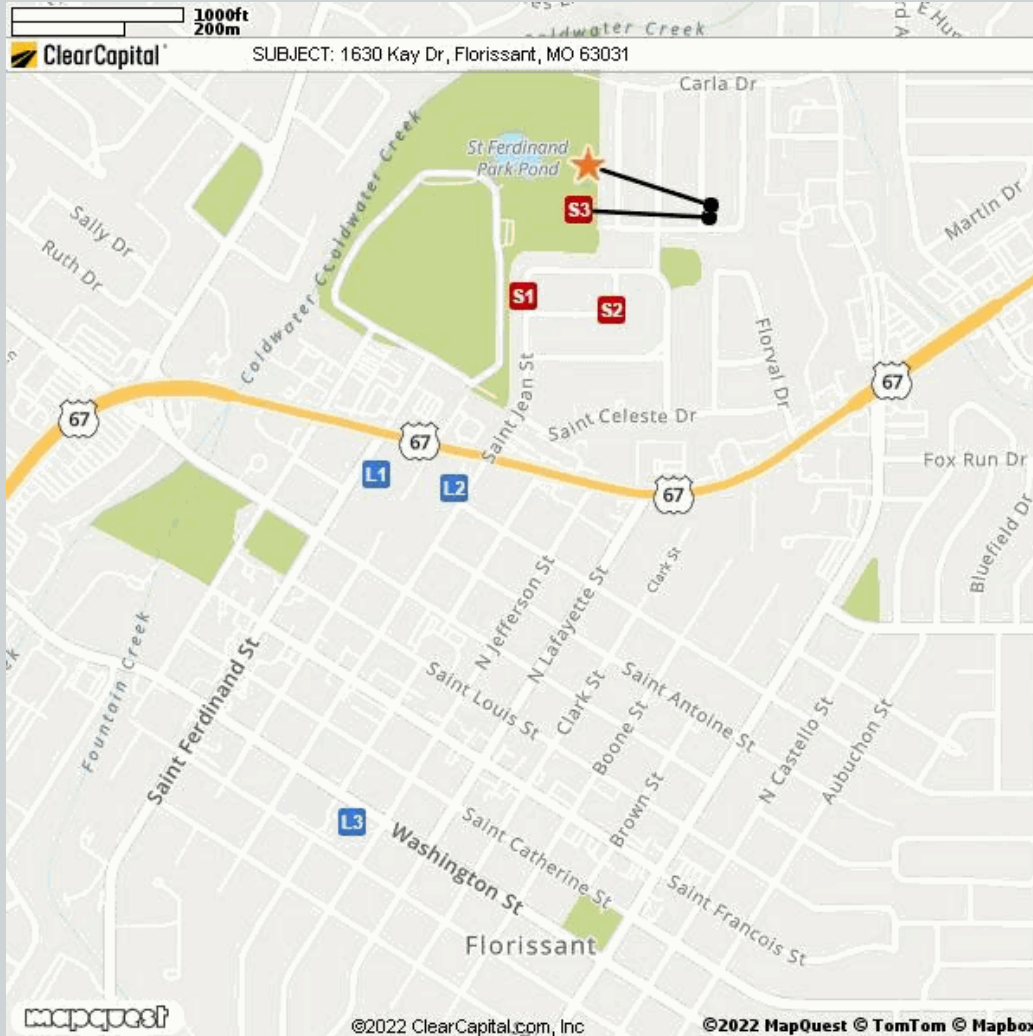 1000ft
200m
Coldwater Creek
E Hum
ClearCapital
SUBJECT: 1630 Kay Dr, Florissant, MO 63031
Carla Dr
St Ferdinand
Park Pond
S3
Coldwater Creek
Coldwater C
Sally Dr
Ruth Dr
Martin Dr
S1
S2
Florval Dr
67
67
67
67
Saint Jean St
Saint Celeste Dr
L1
L2
Fox Run Dr
Bluefield Dr
Clark St
N Jefferson St
N Lafayette St
Fountain Creek
Saint Ferdinand St
Saint Louis St
Clark St
Saint Antoine St
Boone St
N Castello St
Aubuchon St
Brown St
L3
Washington St
Saint Catherine St
Saint Francois St
Florissant
mapquest
©2022 ClearCapital.com, Inc
©2022 MapQuest © TomTom © Mapbo